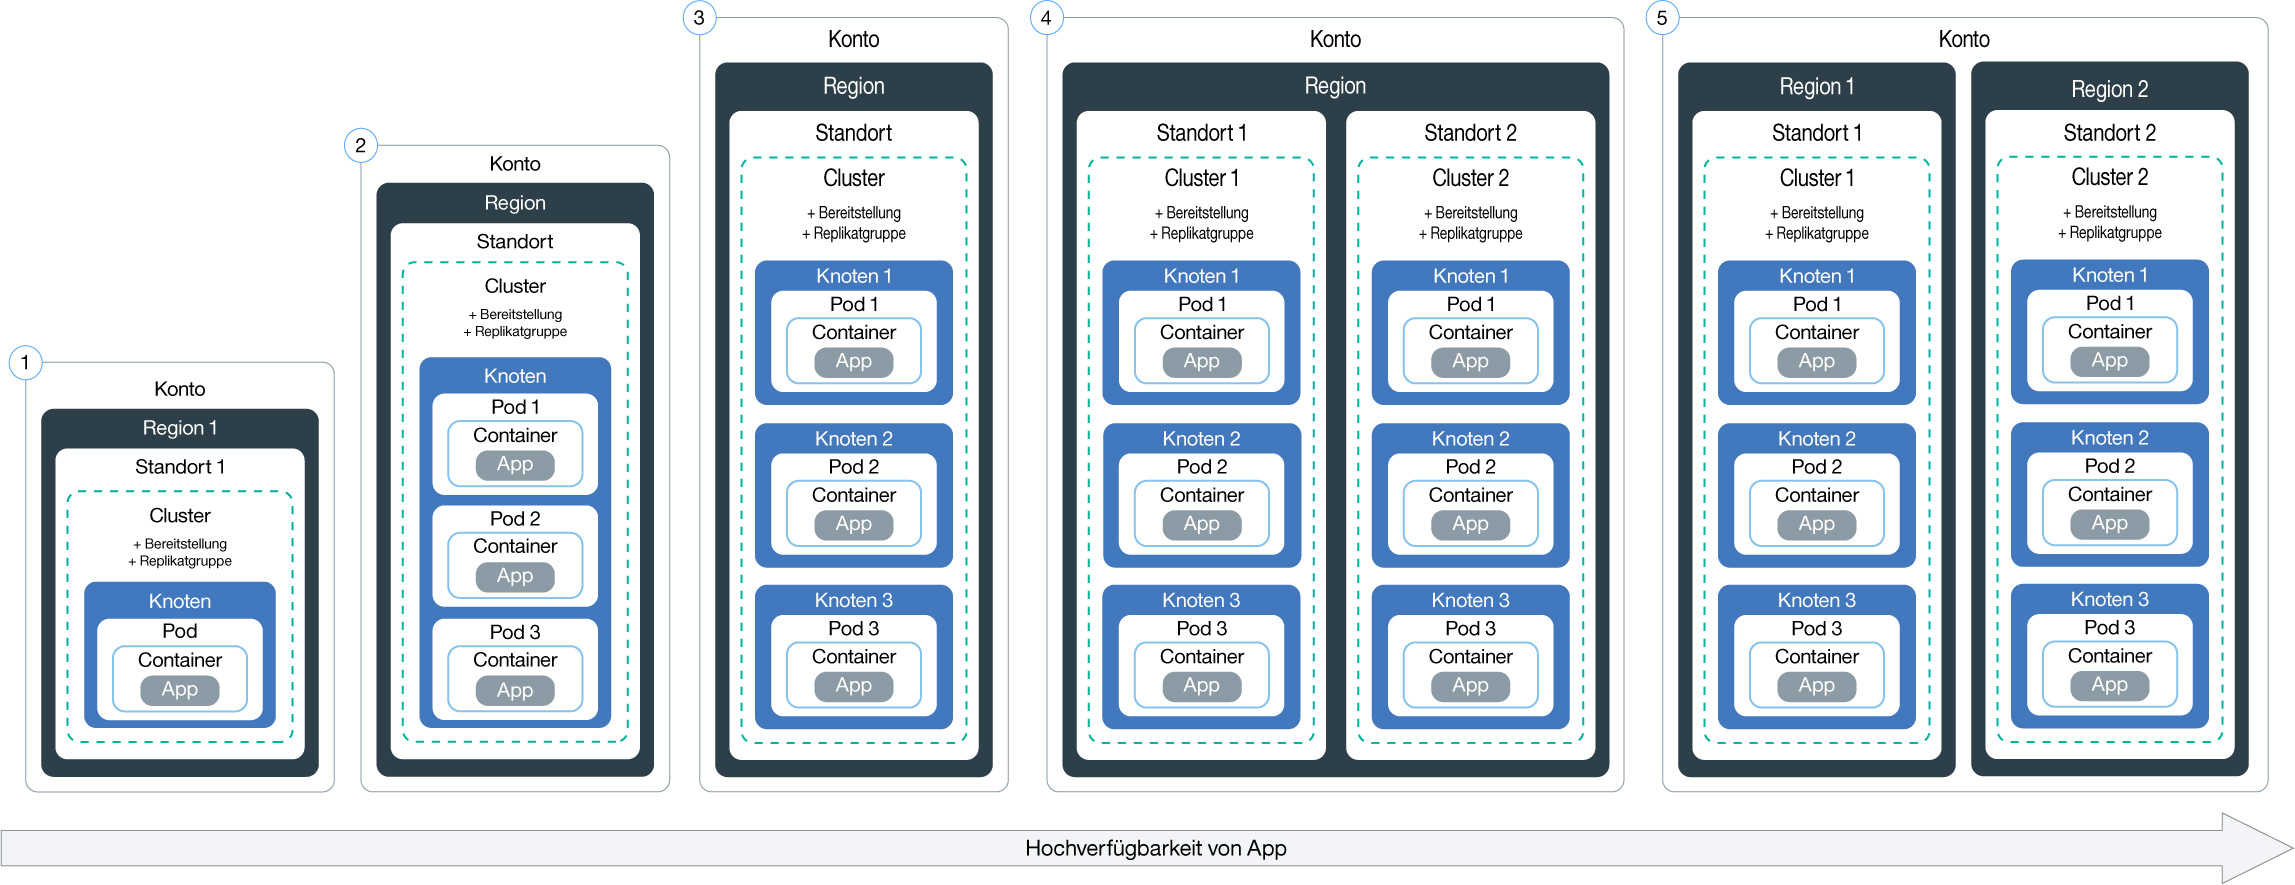 1
Konto
Region 1
Standort 1
Cluster
+ Bereitstellung
+ Replikatgruppe
Knoten
Pod
Container
App
2
Konto
Region
Standort
Cluster
+ Bereitstellung
+ Replikatgruppe
Knoten
Pod 1
Container
App
Pod 2
Container
App
Pod 3
Container
App
3
Konto
Region
Standort
Cluster
+ Bereitstellung
+ Replikatgruppe
Knoten 1
Pod 1
Container
App
Knoten 2
Pod 2
Container
App
Knoten 3
Pod 3
Container
App
4
Konto
Region
Standort 1
Cluster 1
+ Bereitstellung
+ Replikatgruppe
Knoten 1
Pod 1
Container
App
Knoten 2
Pod 2
Container
App
Knoten 3
Pod 3
Container
App
Standort 2
Cluster 2
+ Bereitstellung
+ Replikatgruppe
Knoten 1
Pod 1
Container
App
Knoten 2
Pod 2
Container
App
Knoten 3
Pod 3
Container
App
5
Konto
Region 1
Standort 1
Cluster 1
+ Bereitstellung
+ Replikatgruppe
Knoten 1
Pod 1
Container
App
Knoten 2
Pod 2
Container
App
Knoten 3
Pod 3
Container
App
Region 2
Standort 2
Cluster 2
+ Bereitstellung
+ Replikatgruppe
Knoten 1
Pod 1
Container
App
Knoten 2
Pod 2
Container
App
Knoten 3
Pod 3
Container
App
Hochverfügbarkeit von App